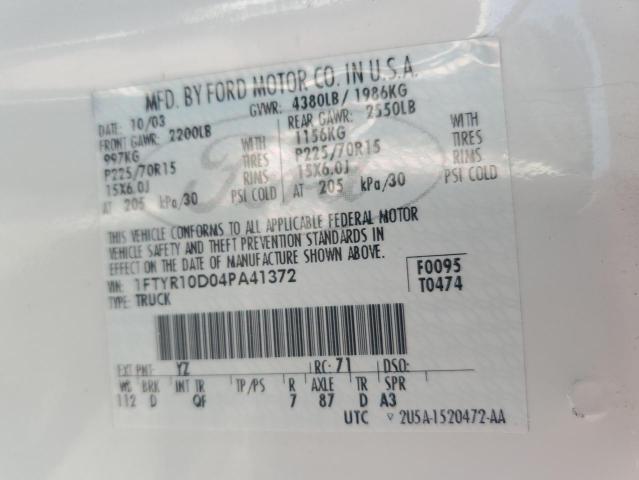 MFD. BY FORD MOTOR CO. IN U.S.A.
DATE: 10/03 GVWR: 4380LB/ 1986KG
FRONT GAWR: 2200LB REAR GAWR: 2550LB
997KG WITH 1156KG WITH
P225/70R15 TIRES P225/70R15 TIRES
15X6.0J RIMS 15X6.0J RIMS
AT 205 kPa/30 PSI COLD AT 205 kPa/30 PSI COLD
THIS VEHICLE CONFORMS TO ALL APPLICABLE FEDERAL MOTOR
VEHICLE SAFETY AND THEFT PREVENTION STANDARDS IN
EFFECT ON THE DATE OF MANUFACTURE SHOWN ABOVE.
VIN: 1FTYR10D04PA41372 F0095
TYPE: TRUCK T0474
EXT PNT: YZ RC: 71 DSO:
WB BRK INT TR TP/PS R AXLE TR SPR
112 D QF 7 87 D A3
UTC 2U5A-1520472-AA